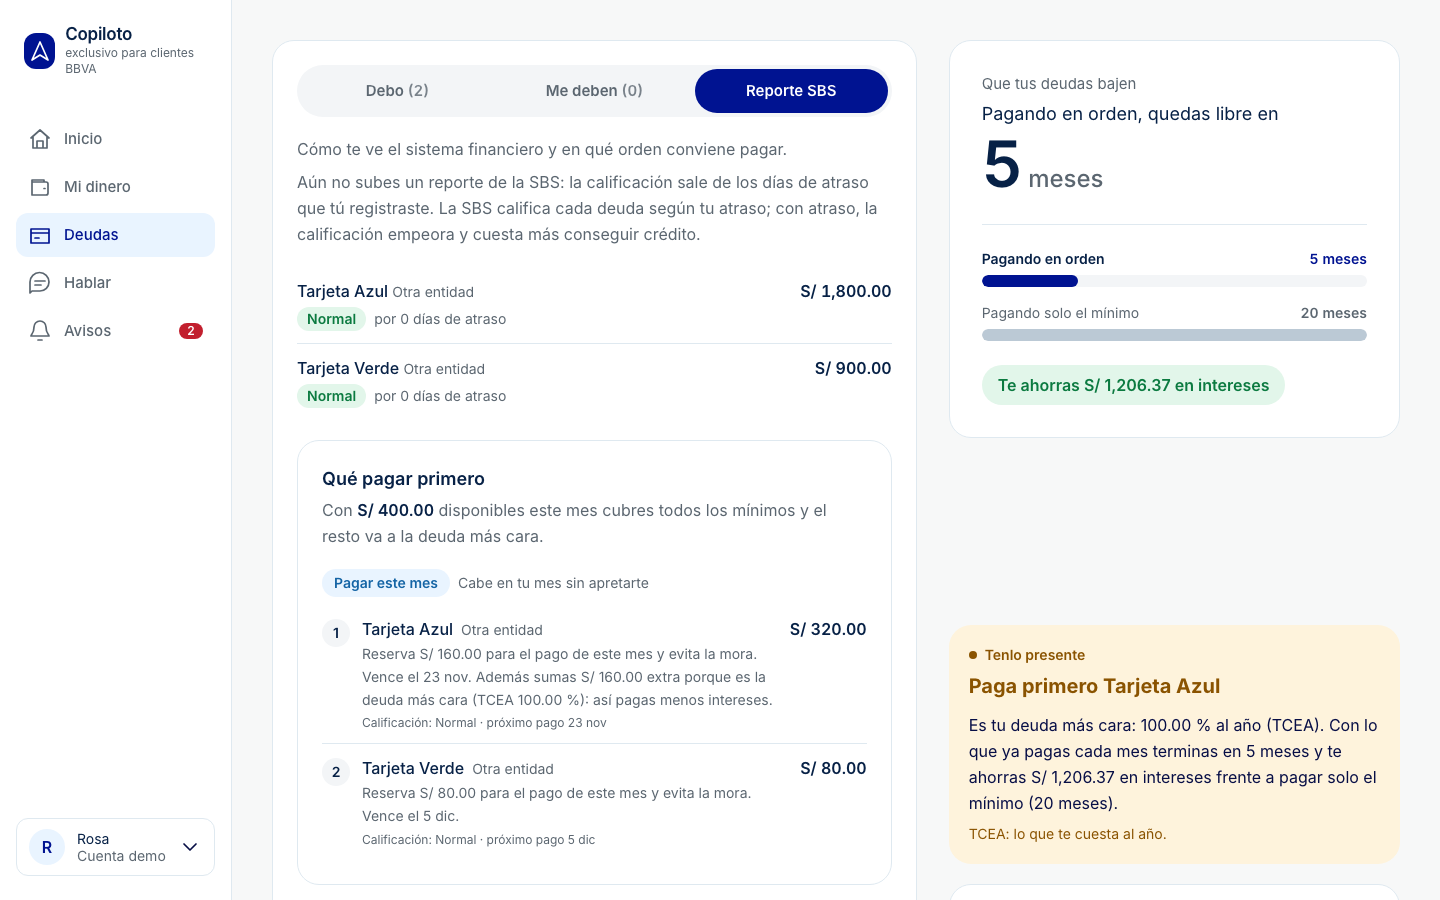 Copiloto
exclusivo para clientes
BBVA
Inicio
Mi dinero
Deudas
Hablar
Avisos 2
R
Rosa
Cuenta demo
Debo (2) Me deben (0) Reporte SBS
Cómo te ve el sistema financiero y en qué orden conviene pagar.
Aún no subes un reporte de la SBS: la calificación sale de los días de atraso
que tú registraste. La SBS califica cada deuda según tu atraso; con atraso, la
calificación empeora y cuesta más conseguir crédito.
Tarjeta Azul Otra entidad S/ 1,800.00
Normal por 0 días de atraso
Tarjeta Verde Otra entidad S/ 900.00
Normal por 0 días de atraso
Qué pagar primero
Con S/ 400.00 disponibles este mes cubres todos los mínimos y el
resto va a la deuda más cara.
Pagar este mes Cabe en tu mes sin apretarte
1 Tarjeta Azul Otra entidad S/ 320.00
Reserva S/ 160.00 para el pago de este mes y evita la mora.
Vence el 23 nov. Además sumas S/ 160.00 extra porque es la
deuda más cara (TCEA 100.00 %): así pagas menos intereses.
Calificación: Normal · próximo pago 23 nov
2 Tarjeta Verde Otra entidad S/ 80.00
Reserva S/ 80.00 para el pago de este mes y evita la mora.
Vence el 5 dic.
Calificación: Normal · próximo pago 5 dic
Que tus deudas bajen
Pagando en orden, quedas libre en
5 meses
Pagando en orden 5 meses
Pagando solo el mínimo 20 meses
Te ahorras S/ 1,206.37 en intereses
Tenlo presente
Paga primero Tarjeta Azul
Es tu deuda más cara: 100.00 % al año (TCEA). Con lo
que ya pagas cada mes terminas en 5 meses y te
ahorras S/ 1,206.37 en intereses frente a pagar solo el
mínimo (20 meses).
TCEA: lo que te cuesta al año.